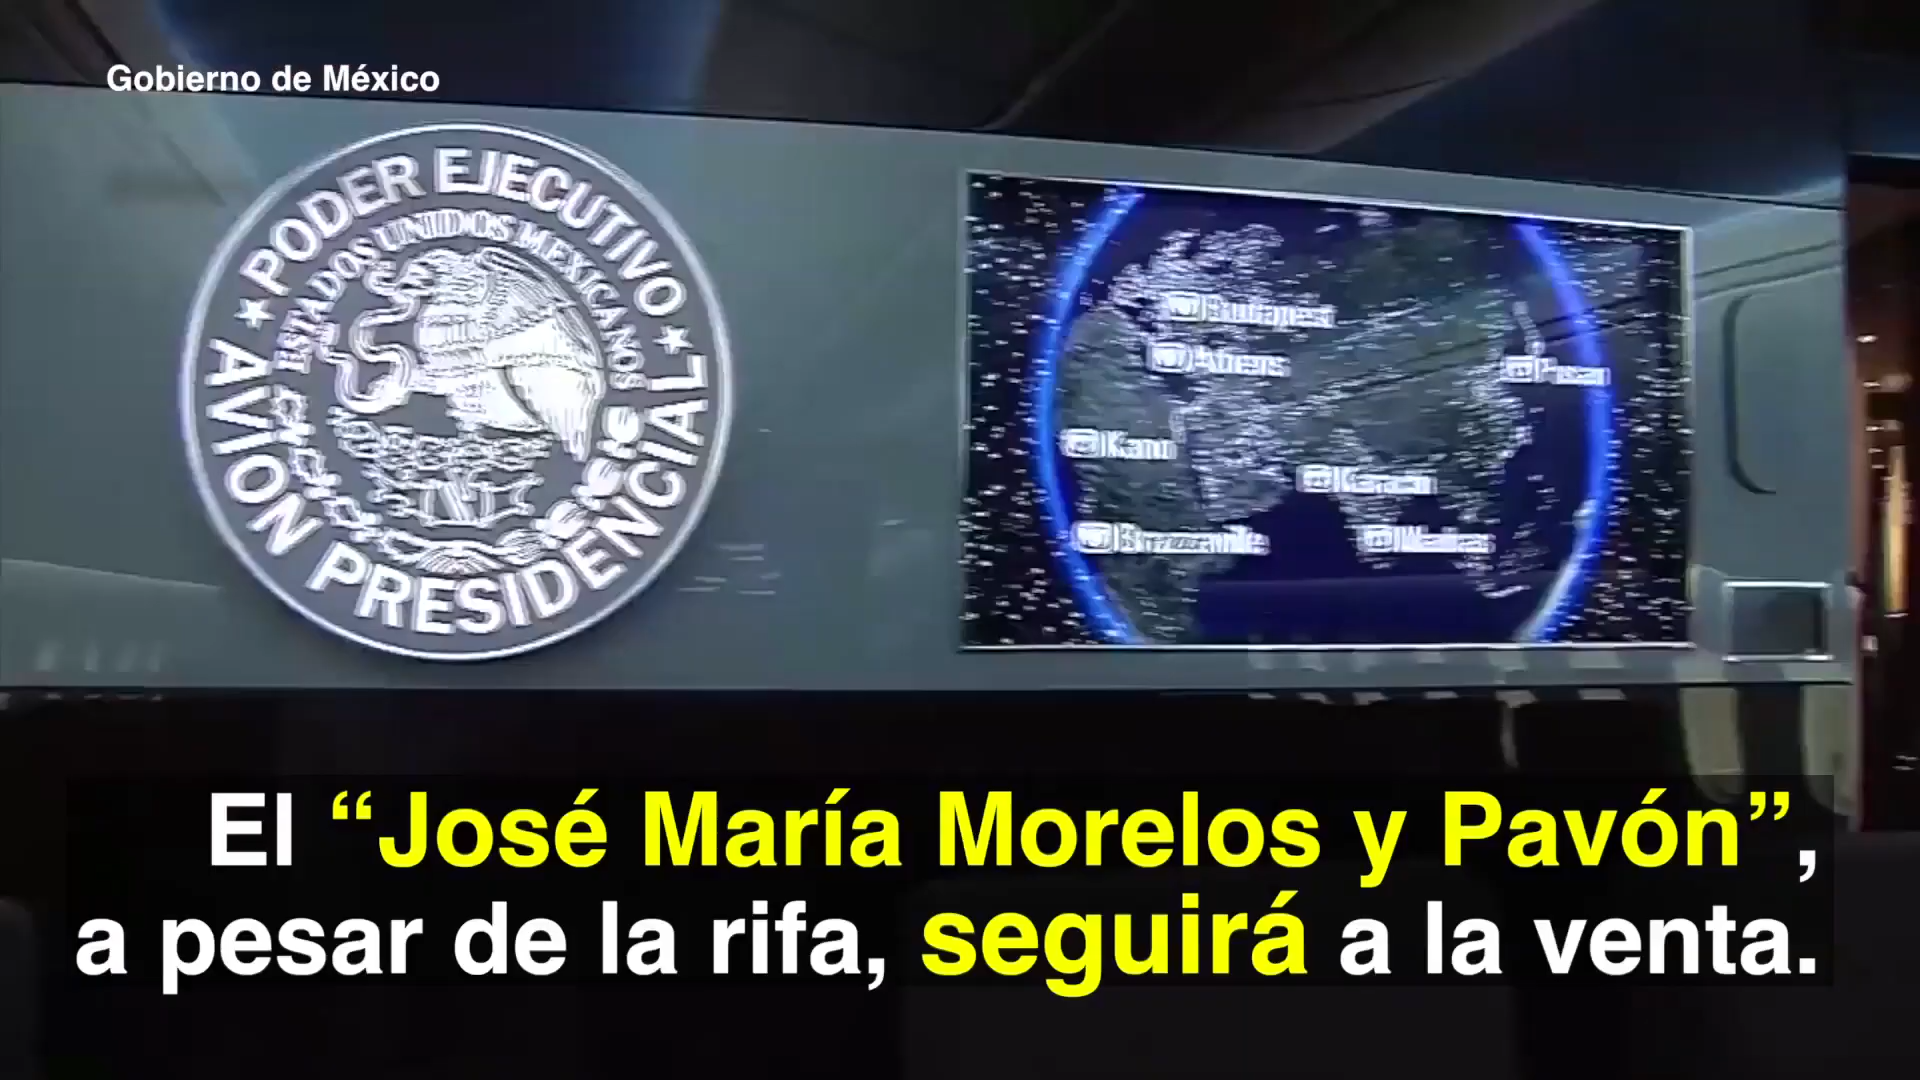 Gobierno de México
PODER EJECUTIVO
ESTADOS UNIDOS MEXICANOS
AVIÓN PRESIDENCIAL
Budapest
Athens
Kano
Karachi
Brazzaville
Madras
El “José María Morelos y Pavón”,
a pesar de la rifa, seguirá a la venta.